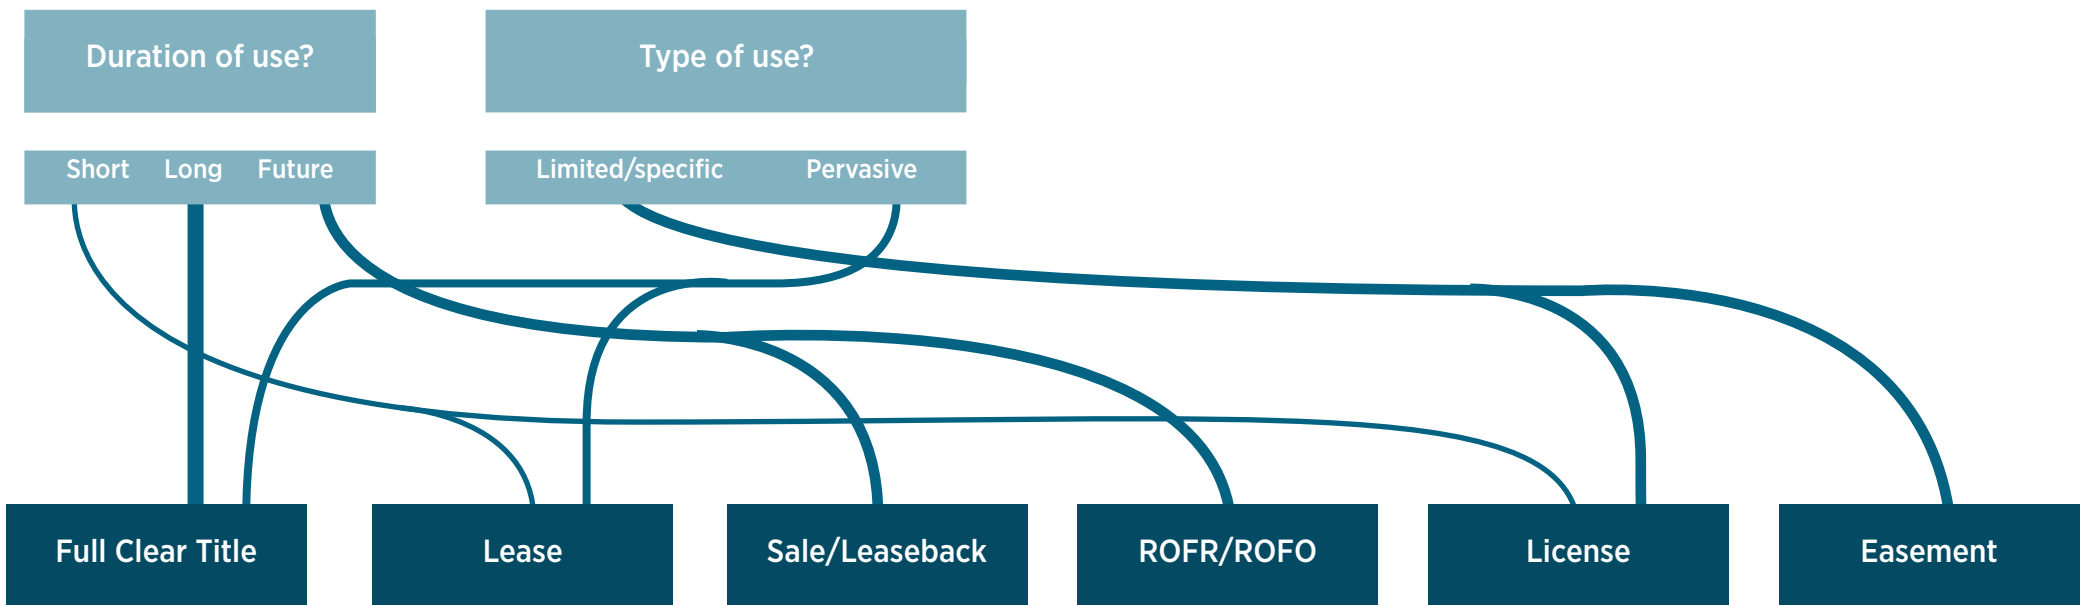 Duration of use?
Type of use?
Short Long Future
Limited/specific Pervasive
Full Clear Title
Lease
Sale/Leaseback
ROFR/ROFO
License
Easement